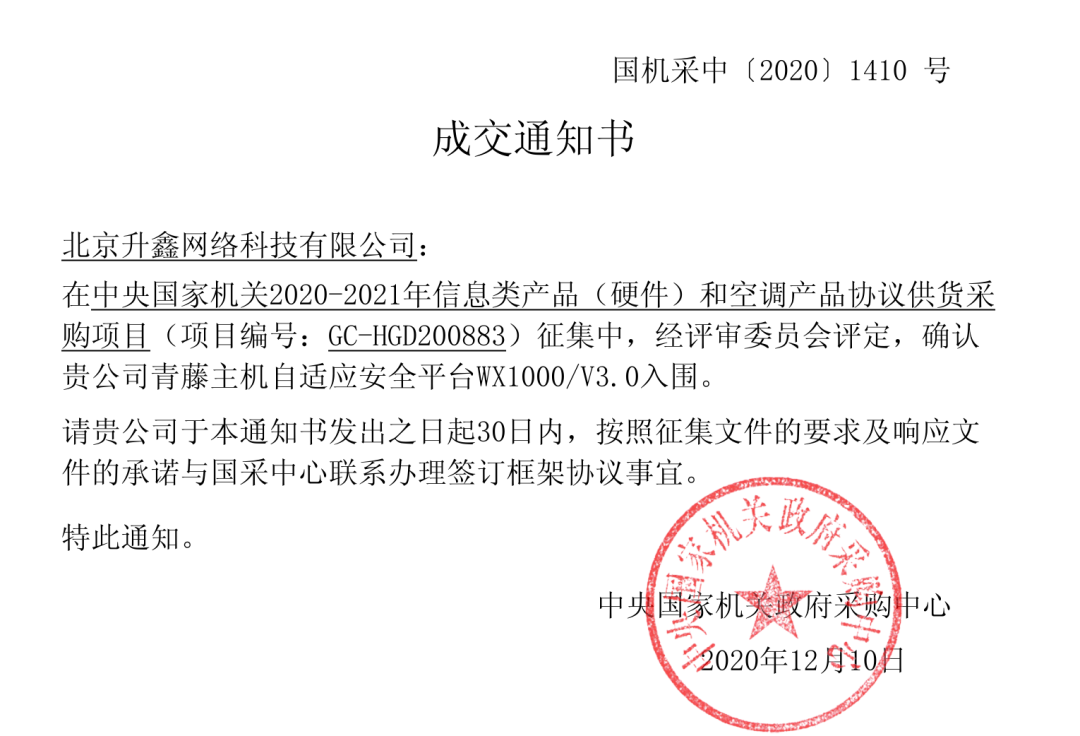 国机采中〔2020〕1410 号
成交通知书
北京升鑫网络科技有限公司：
在中央国家机关2020-2021年信息类产品（硬件）和空调产品协议供货采
购项目（项目编号：GC-HGD200883）征集中，经评审委员会评定，确认
贵公司青藤主机自适应安全平台WX1000/V3.0入围。
请贵公司于本通知书发出之日起30日内，按照征集文件的要求及响应文
件的承诺与国采中心联系办理签订框架协议事宜。
特此通知。
中央国家机关政府采购中心
中央国家机关政府采购中心
2020年12月10日